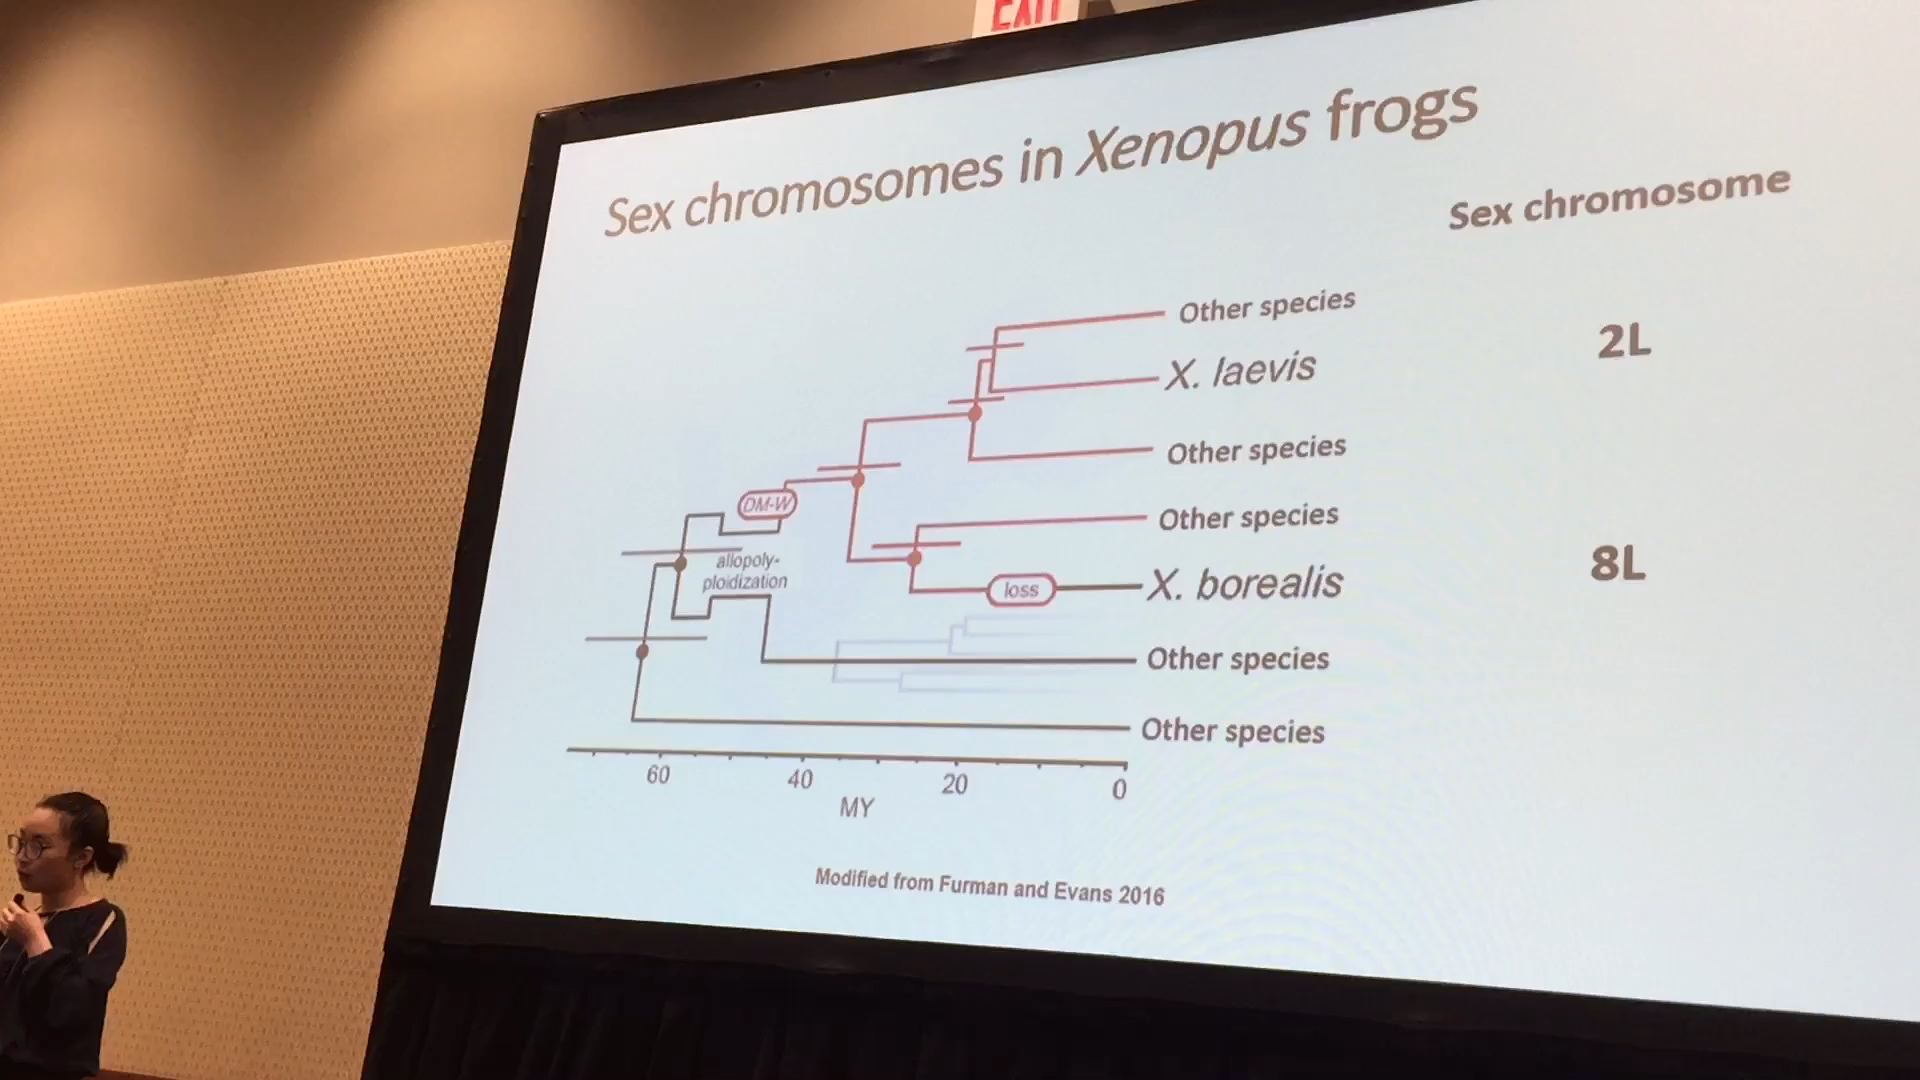 EXIT
Sex chromosomes in Xenopus frogs
Sex chromosome
Other species
2L
X. laevis
Other species
DM-W
Other species
allopoly-
ploidization
8L
loss
X. borealis
Other species
Other species
60 40 20 0
MY
Modified from Furman and Evans 2016